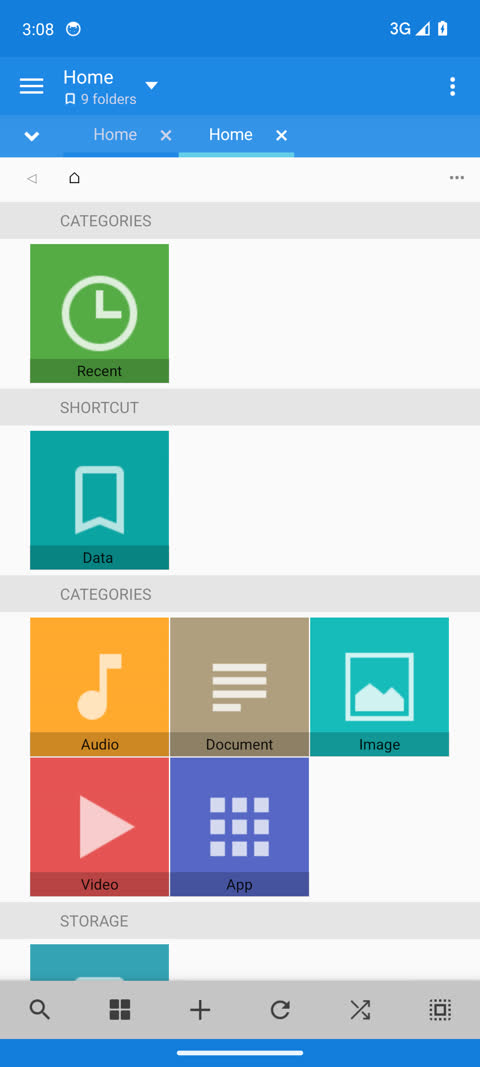 3:08
3G
Home
9 folders
Home
Home
CATEGORIES
Recent
SHORTCUT
Data
CATEGORIES
Audio
Document
Image
Video
App
STORAGE